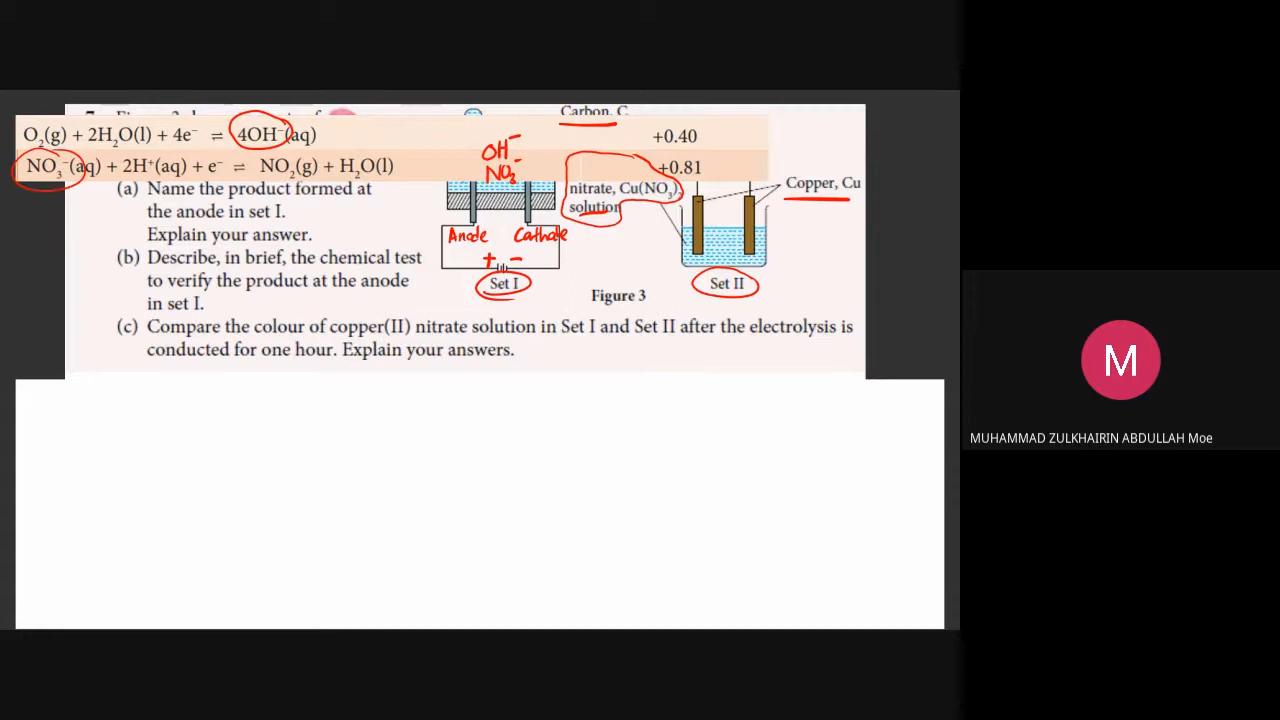 Carbon, C
O₂(g) + 2H₂O(l) + 4e⁻ ⇌ 4OH⁻(aq) +0.40
NO₃⁻(aq) + 2H⁺(aq) + e⁻ ⇌ NO₂(g) + H₂O(l) +0.81
OH⁻
NO₃⁻
(a) Name the product formed at
the anode in set I.
Explain your answer.
(b) Describe, in brief, the chemical test
to verify the product at the anode
in set I.
nitrate, Cu(NO₃)₂
solution
Copper, Cu
Anode Cathode
+ −
Set I
Set II
Figure 3
(c) Compare the colour of copper(II) nitrate solution in Set I and Set II after the electrolysis is
conducted for one hour. Explain your answers.
M
MUHAMMAD ZULKHAIRIN ABDULLAH Moe